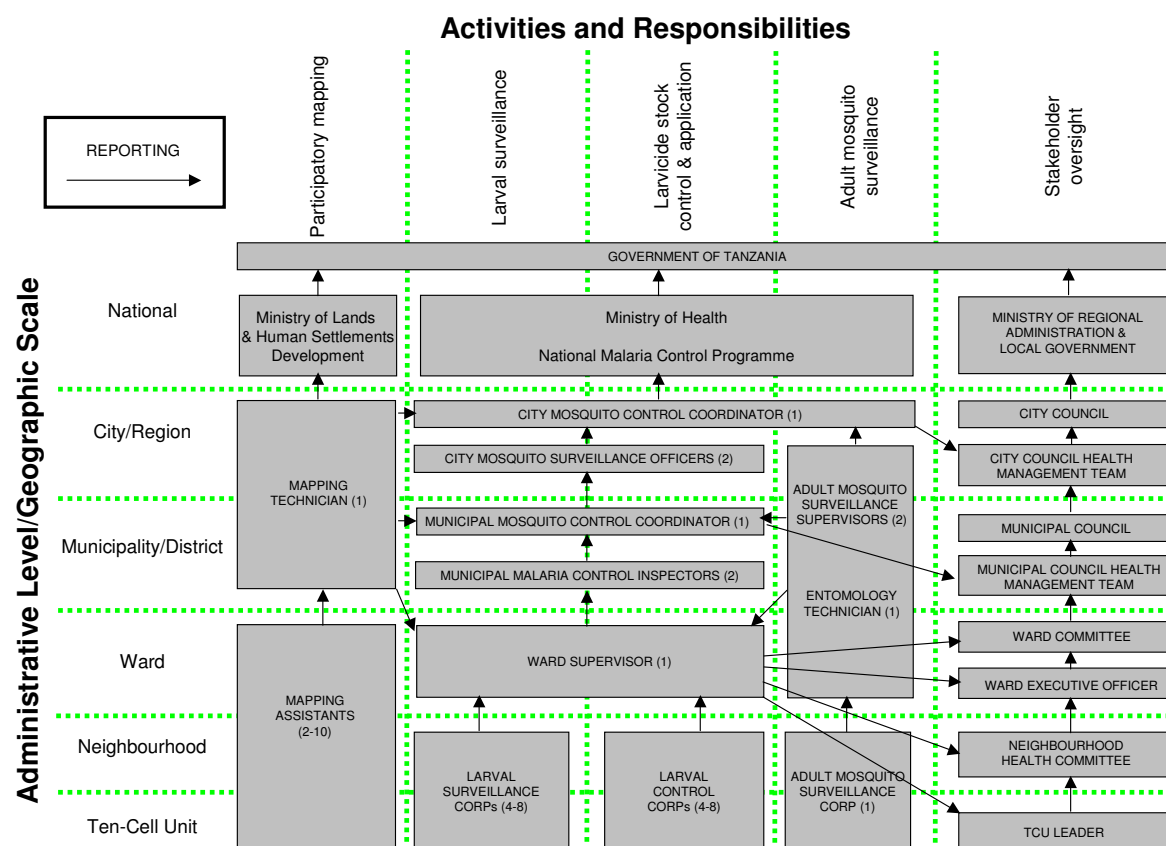 Activities and Responsibilities
REPORTING
Participatory mapping
Larval surveillance
Larvicide stock
control & application
Adult mosquito
surveillance
Stakeholder
oversight
Administrative Level/Geographic Scale
GOVERNMENT OF TANZANIA
National
Ministry of Lands
& Human Settlements
Development
Ministry of Health
National Malaria Control Programme
MINISTRY OF REGIONAL
ADMINISTRATION &
LOCAL GOVERNMENT
City/Region
MAPPING
TECHNICIAN (1)
CITY MOSQUITO CONTROL COORDINATOR (1)
CITY COUNCIL
CITY MOSQUITO SURVEILLANCE OFFICERS (2)
CITY COUNCIL HEALTH
MANAGEMENT TEAM
ADULT MOSQUITO
SURVEILLANCE
SUPERVISORS (2)
ENTOMOLOGY
TECHNICIAN (1)
Municipality/District
MUNICIPAL MOSQUITO CONTROL COORDINATOR (1)
MUNICIPAL COUNCIL
MUNICIPAL MALARIA CONTROL INSPECTORS (2)
MUNICIPAL COUNCIL HEALTH
MANAGEMENT TEAM
Ward
MAPPING
ASSISTANTS
(2-10)
WARD SUPERVISOR (1)
WARD COMMITTEE
WARD EXECUTIVE OFFICER
Neighbourhood
LARVAL
SURVEILLANCE
CORPs (4-8)
LARVAL
CONTROL
CORPs (4-8)
ADULT MOSQUITO
SURVEILLANCE
CORP (1)
NEIGHBOURHOOD
HEALTH COMMITTEE
Ten-Cell Unit
TCU LEADER